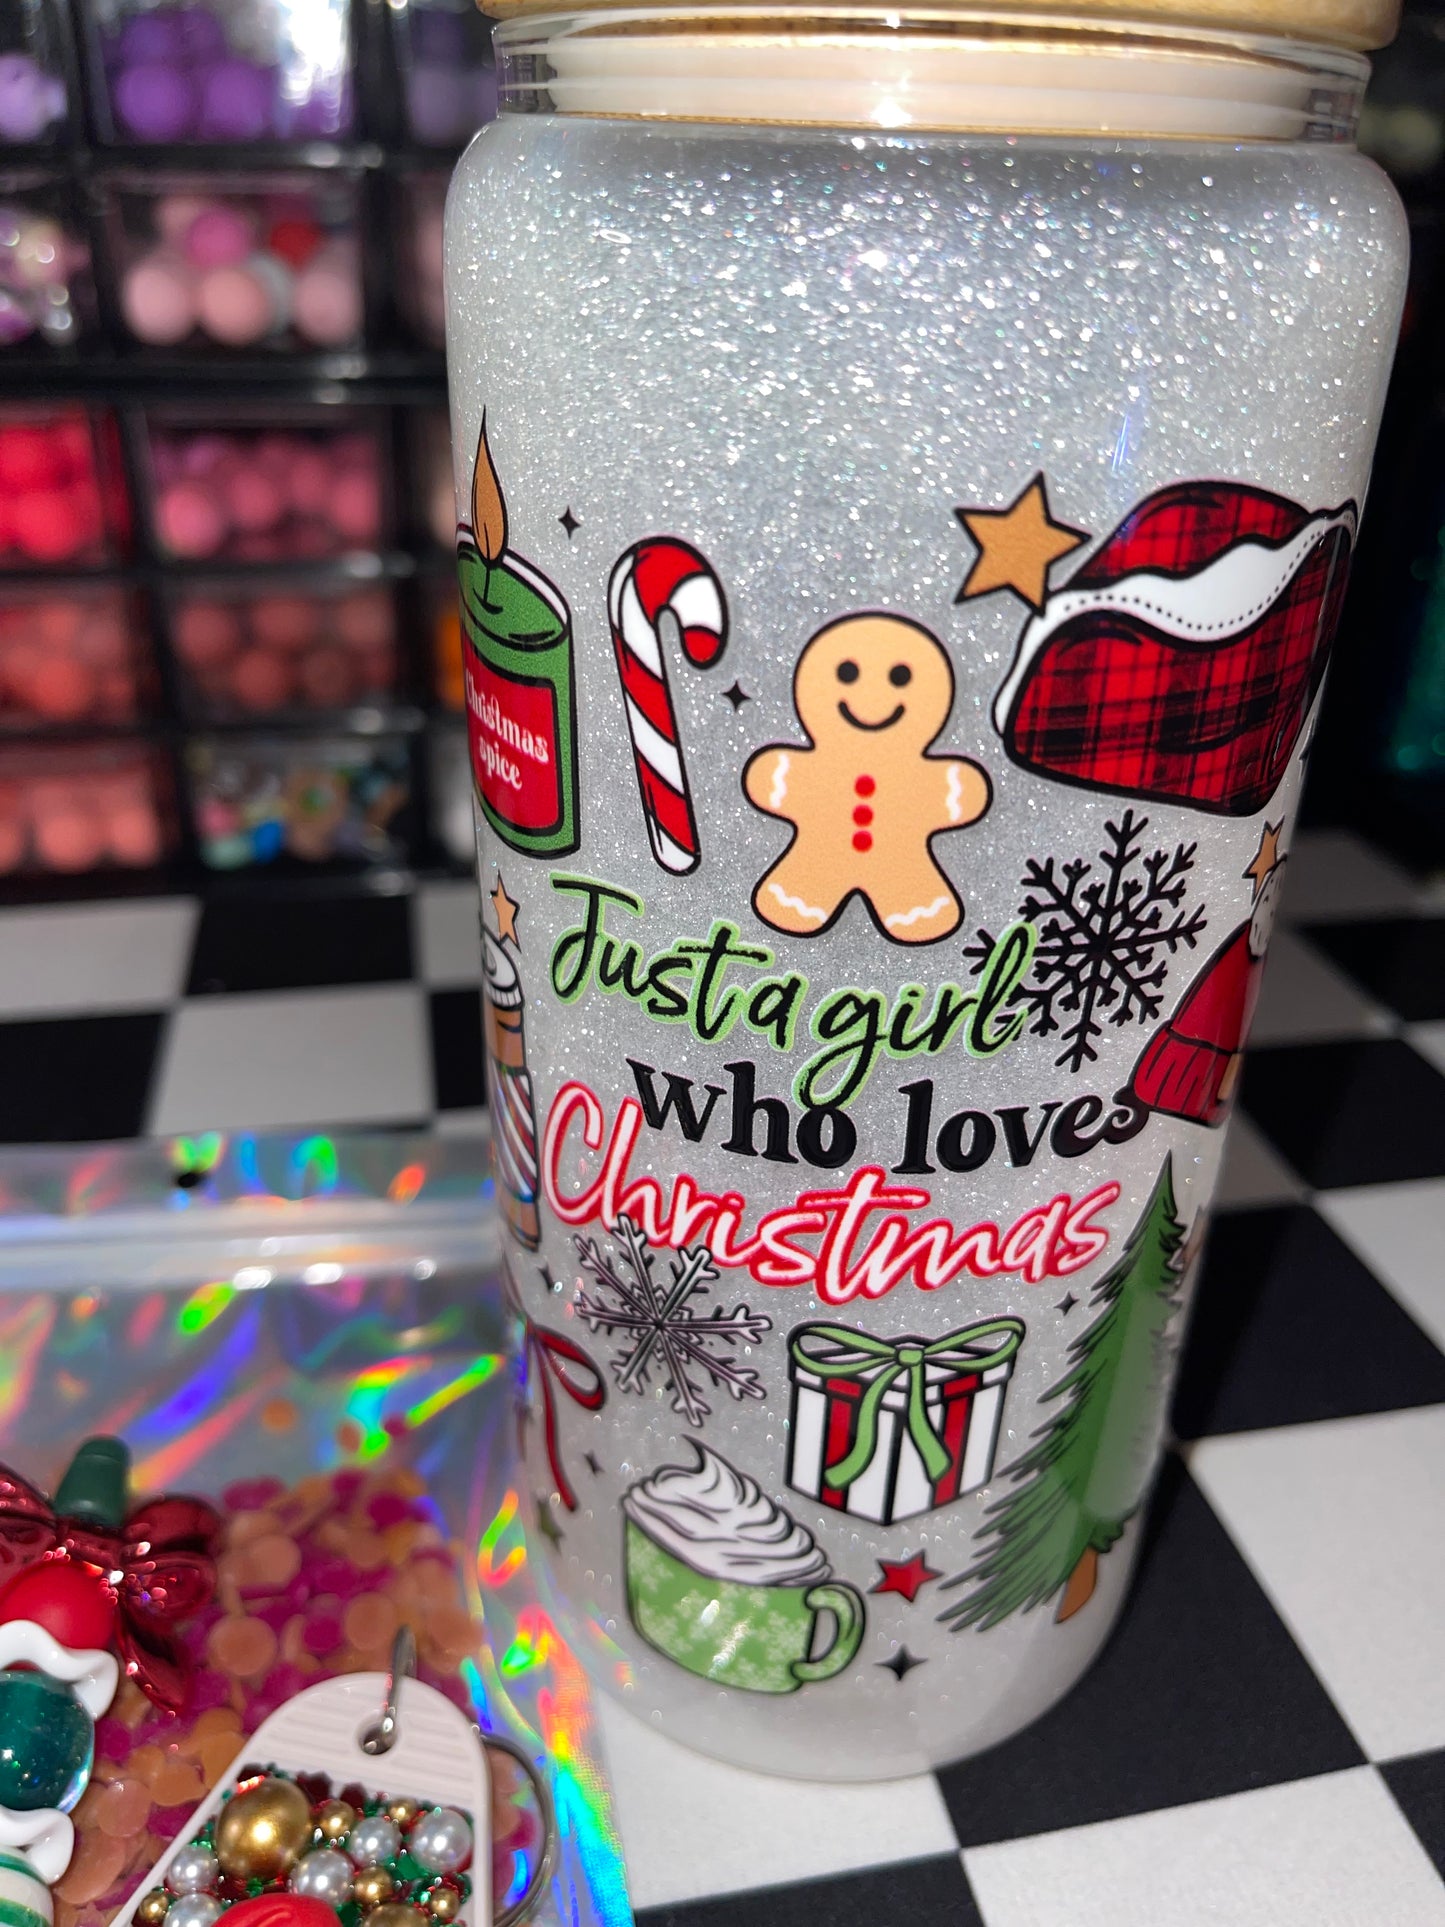 Christmas
spice
Just a girl
who loves
Christmas